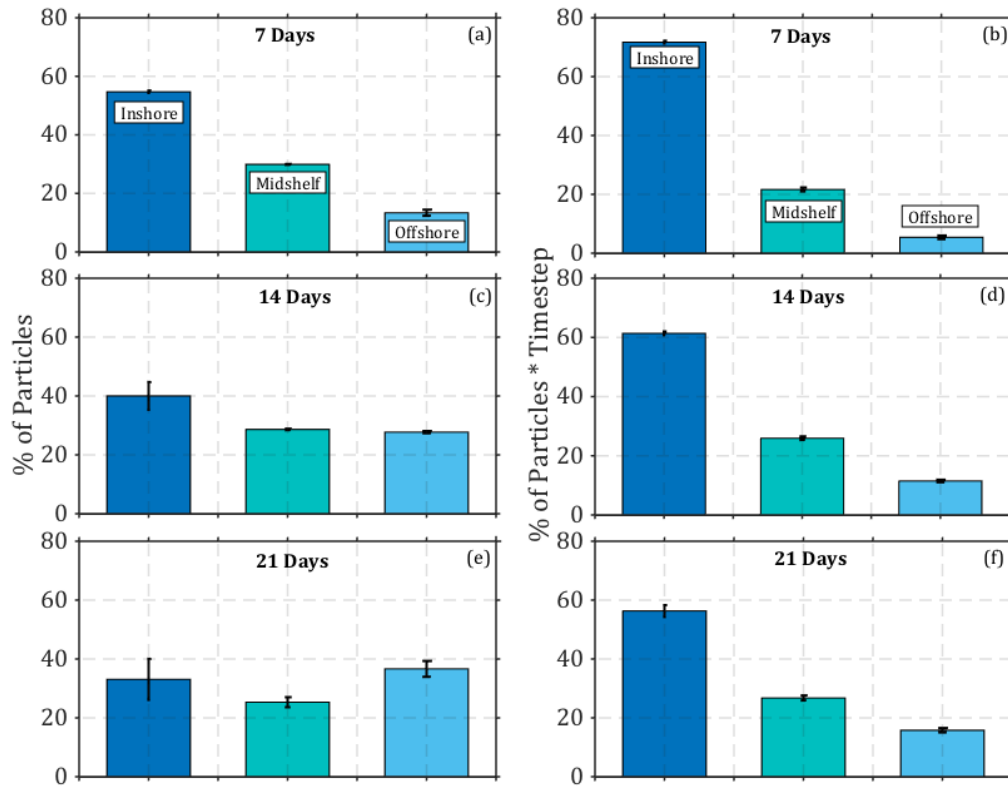 80
60
40
20
0
7 Days
(a)
Inshore
Midshelf
Offshore
80
60
40
20
0
7 Days
(b)
Inshore
Midshelf
Offshore
80
60
40
20
0
14 Days
(c)
% of Particles
80
60
40
20
0
14 Days
(d)
% of Particles * Timestep
80
60
40
20
0
21 Days
(e)
80
60
40
20
0
21 Days
(f)